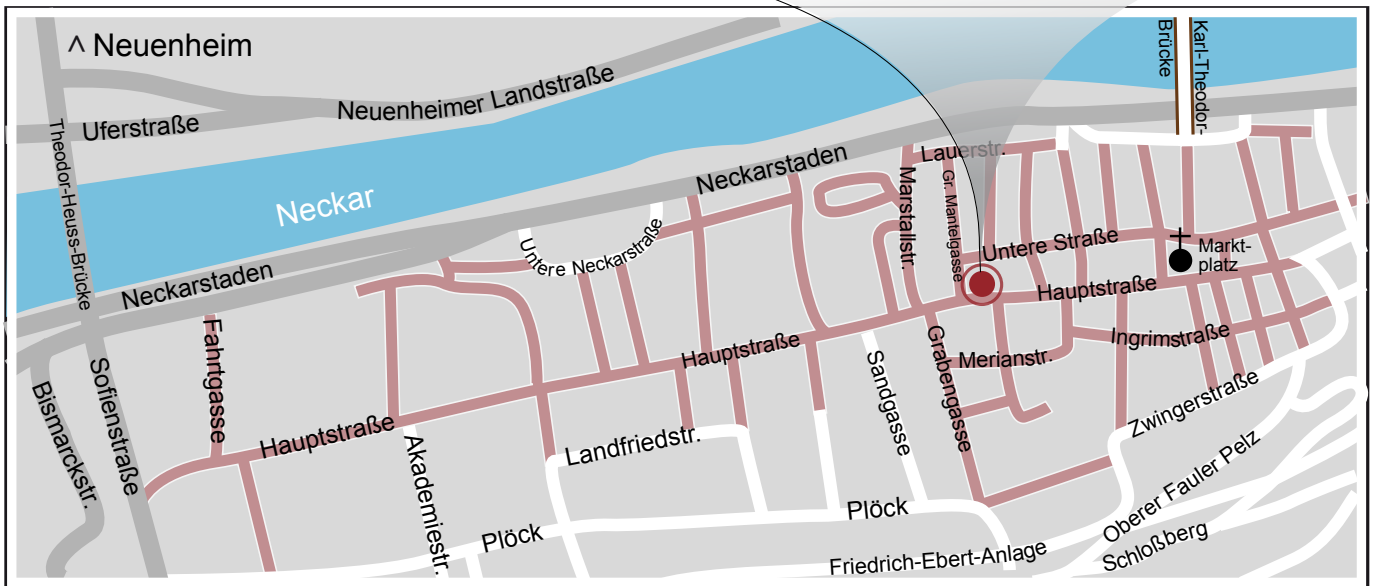 ^ Neuenheim
Neuenheimer Landstraße
Uferstraße
Theodor-Heuss-Brücke
Karl-Theodor-
Brücke
Neckar
Neckarstaden
Neckarstaden
Lauerstr.
Marstallstr.
Gr. Mantelgasse
Untere Straße
Markt-
platz
Untere Neckarstraße
Hauptstraße
Hauptstraße
Hauptstraße
Ingrimstraße
Merianstr.
Grabengasse
Sandgasse
Fahrtgasse
Sofienstraße
Bismarckstr.
Akademiestr.
Landfriedstr.
Zwingerstraße
Plöck
Plöck
Oberer Fauler Pelz
Schloßberg
Friedrich-Ebert-Anlage